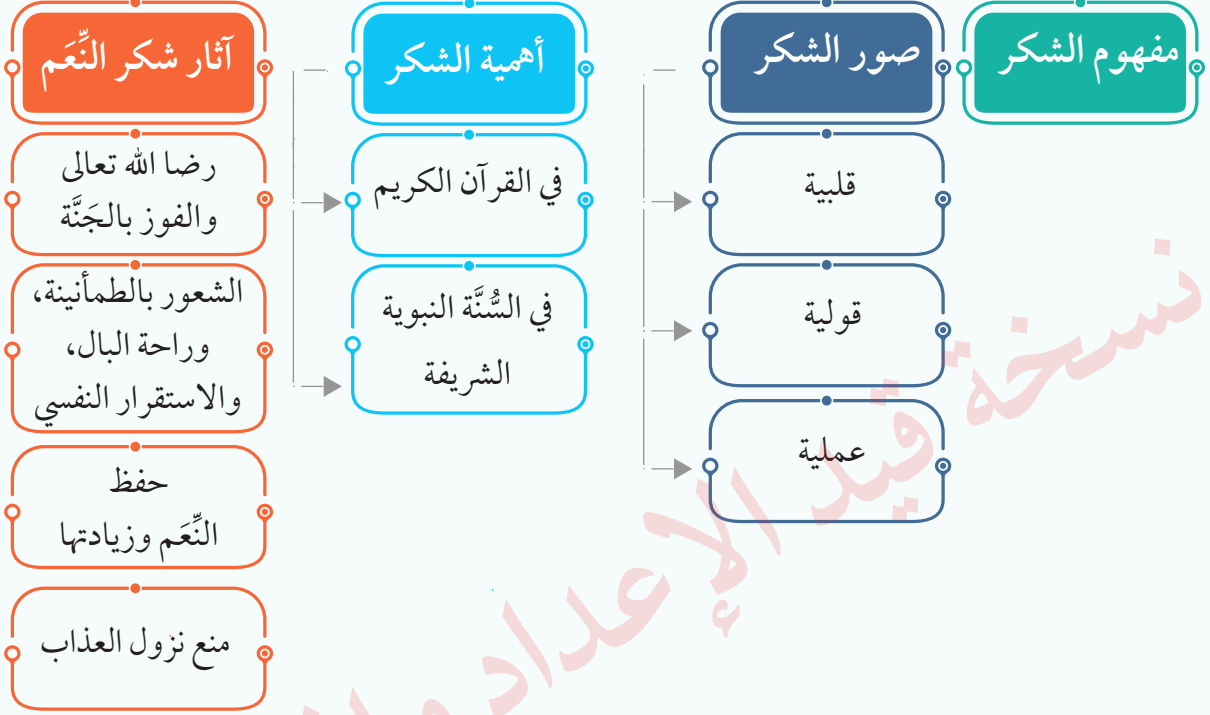 مفهوم الشكر
صور الشكر
قلبية
قولية
عملية
أهمية الشكر
في القرآن الكريم
في السُّنَّة النبوية
الشريفة
آثار شكر النِّعَم
رضا الله تعالى
والفوز بالجَنَّة
الشعور بالطمأنينة،
وراحة البال،
والاستقرار النفسي
حفظ
النِّعَم وزيادتها
منع نزول العذاب
نسخة قيد الإعداد